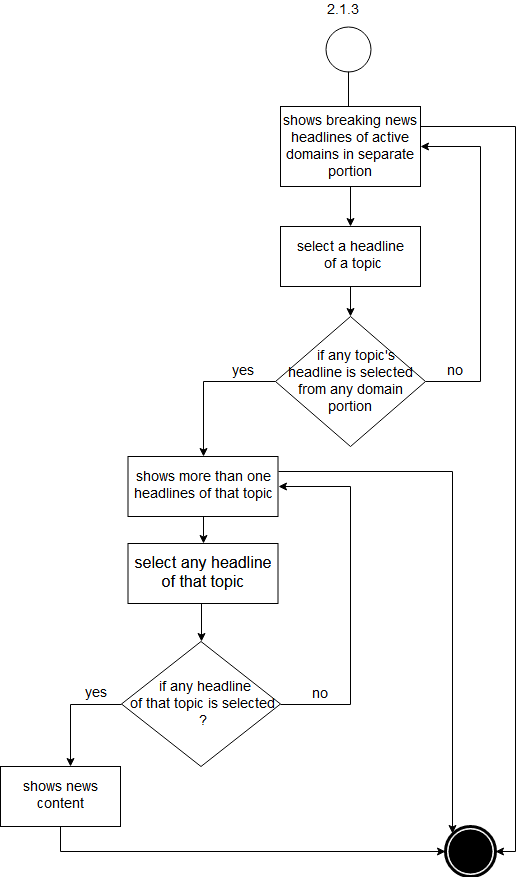 2.1.3
shows breaking news
headlines of active
domains in separate
portion
select a headline
of a topic
if any topic's
headline is selected
from any domain
portion
yes
no
shows more than one
headlines of that topic
select any headline
of that topic
if any headline
of that topic is selected
?
yes
no
shows news
content